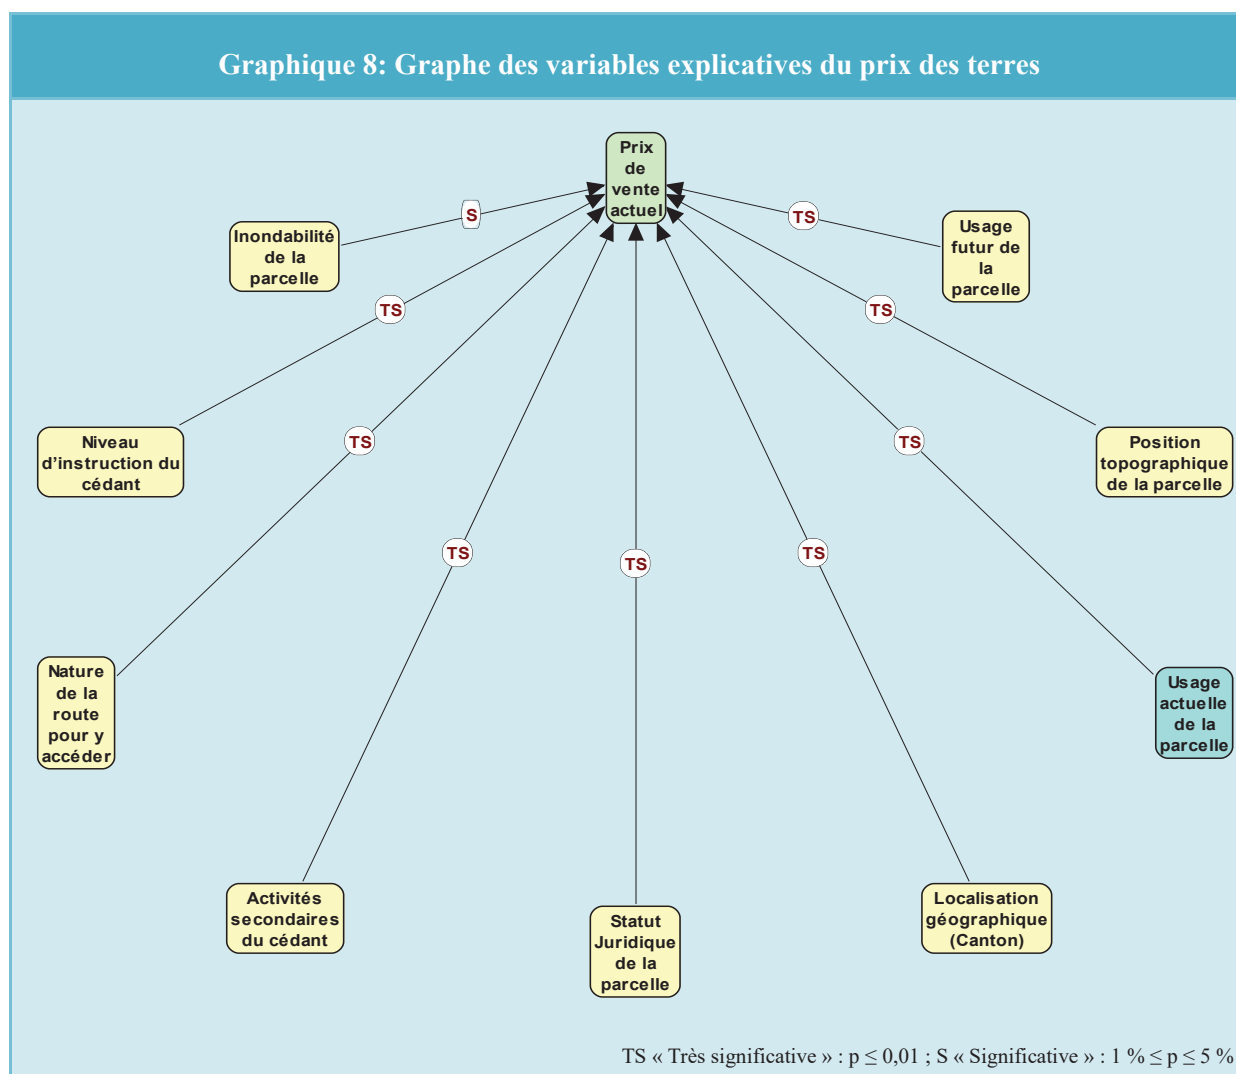 Graphique 8: Graphe des variables explicatives du prix des terres
Prix
de
vente
actuel
S
TS
Inondabilité
de la
parcelle
Usage
futur de
la
parcelle
TS
TS
Niveau
d'instruction du
cédant
TS
TS
Position
topographique
de la parcelle
TS
TS
TS
Nature
de la
route
pour y
accéder
Usage
actuelle
de la
parcelle
Activités
secondaires
du cédant
Statut
Juridique
de la
parcelle
Localisation
géographique
(Canton)
TS « Très significative » : p ≤ 0,01 ; S « Significative » : 1 % ≤ p ≤ 5 %